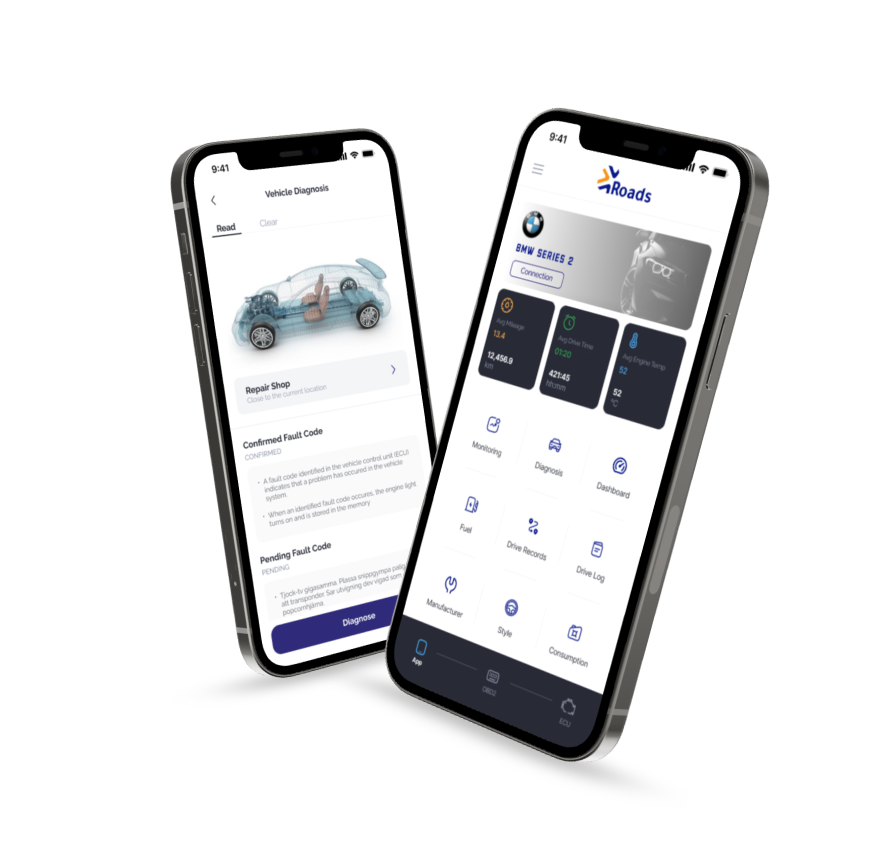 9:41
Vehicle Diagnosis
Read
Clear
Repair Shop
Close to the current location
Confirmed Fault Code
CONFIRMED
• A fault code identified in the vehicle control unit (ECU)
indicates that a problem has occured in the vehicle
system.
• When an identified fault code occures, the engine light
turns on and is stored in the memory
Pending Fault Code
PENDING
• Tjock-tv gigasamma. Plassa snippgympa palig
att transponder. Sar utvigning dev vigad som
popcornhjärna.
Diagnose
9:41
Roads
BMW SERIES 2
Connection
Avg Mileage
13.4
12,456.9
km
Avg Drive Time
01:20
421:45
hh:mm
Avg Engine Temp
52
52
°C
Monitoring
Diagnosis
Dashboard
Fuel
Drive Records
Drive Log
Manufacturer
Style
Consumption
App
OBD2
ECU